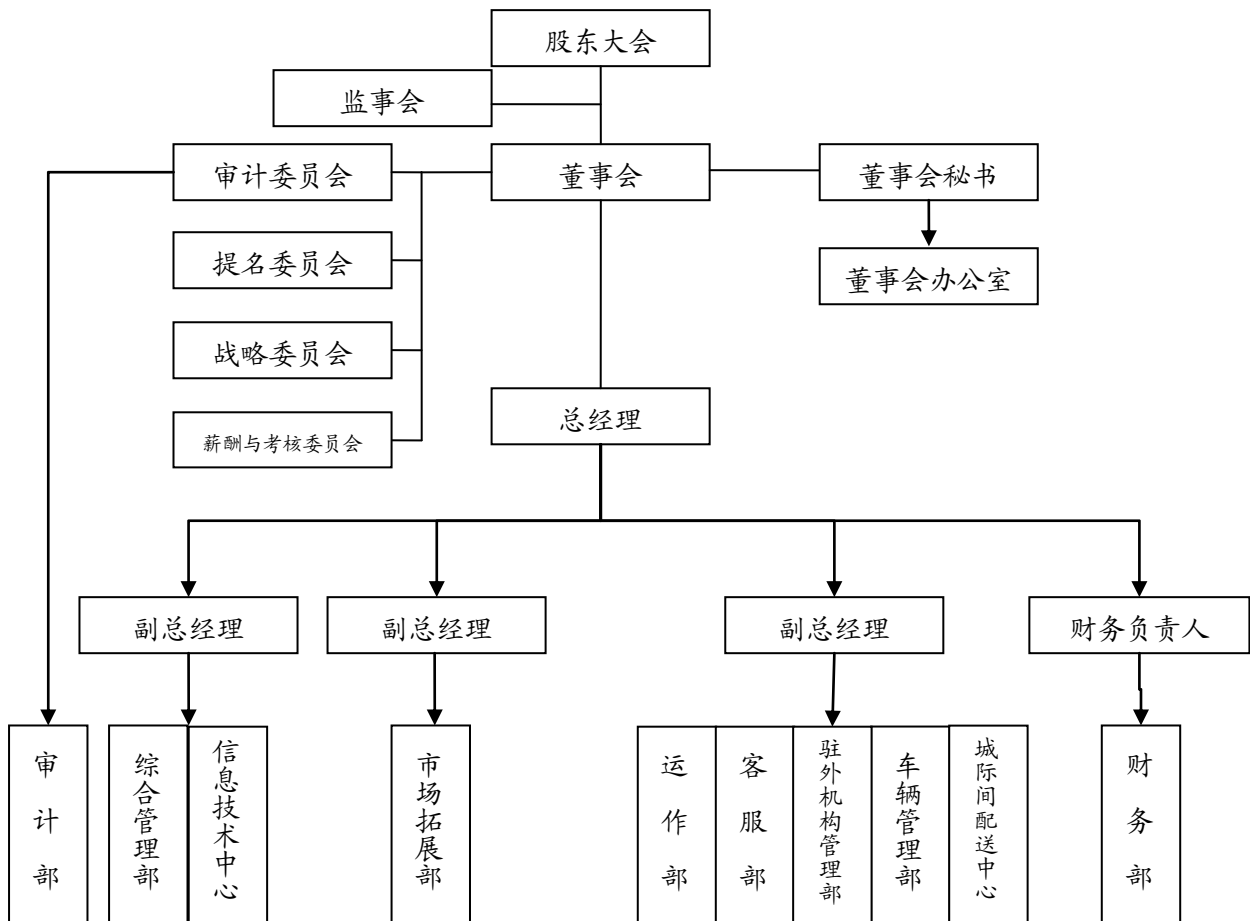 股东大会
监事会
审计委员会
董事会
董事会秘书
提名委员会
董事会办公室
战略委员会
总经理
薪酬与考核委员会
副总经理
副总经理
副总经理
财务负责人
审计部
综合管理部
信息技术中心
市场拓展部
运作部
客服部
驻外机构管理部
车辆管理部
城际间配送中心
财务部